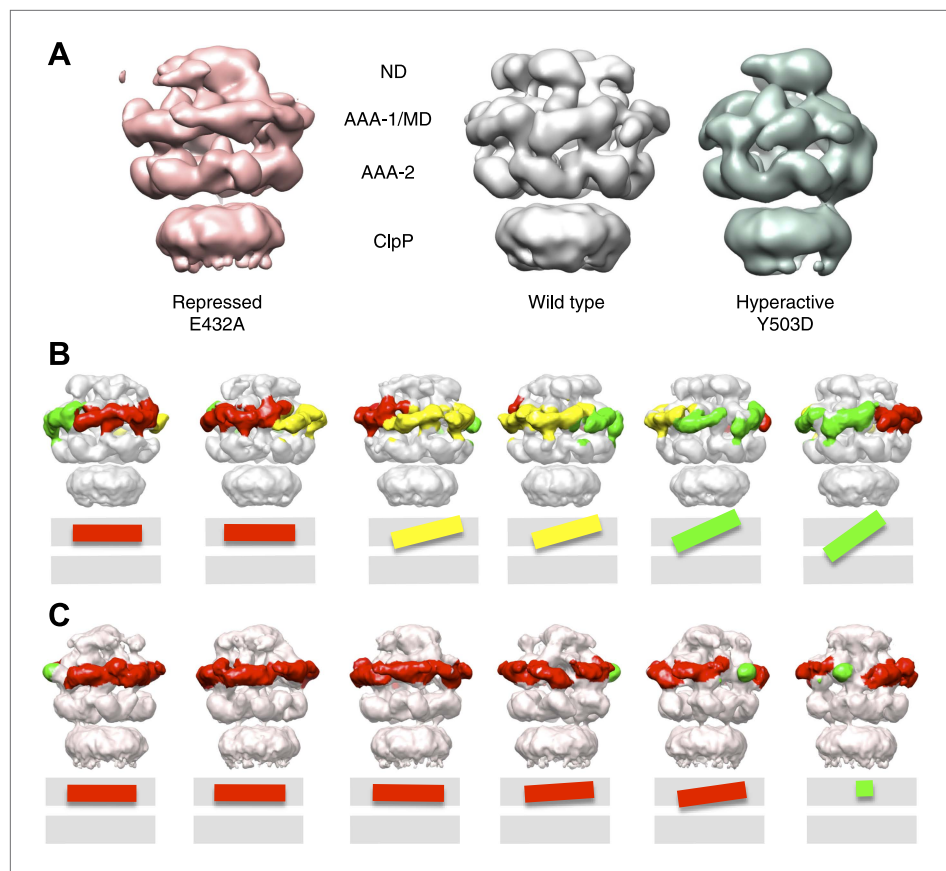 A
ND
AAA-1/MD
AAA-2
ClpP
Repressed
E432A
Wild type
Hyperactive
Y503D
B
C